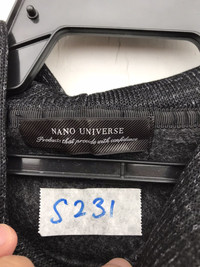 NANO UNIVERSE
Products that provide with confidence.
S231